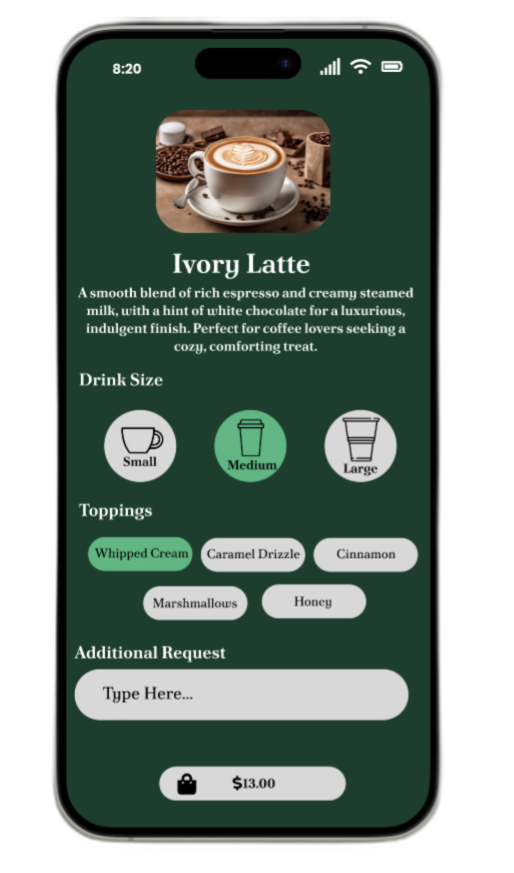 8:20
Ivory Latte
A smooth blend of rich espresso and creamy steamed
milk, with a hint of white chocolate for a luxurious,
indulgent finish. Perfect for coffee lovers seeking a
cozy, comforting treat.
Drink Size
Small
Medium
Large
Toppings
Whipped Cream
Caramel Drizzle
Cinnamon
Marshmallows
Honey
Additional Request
Type Here...
$13.00